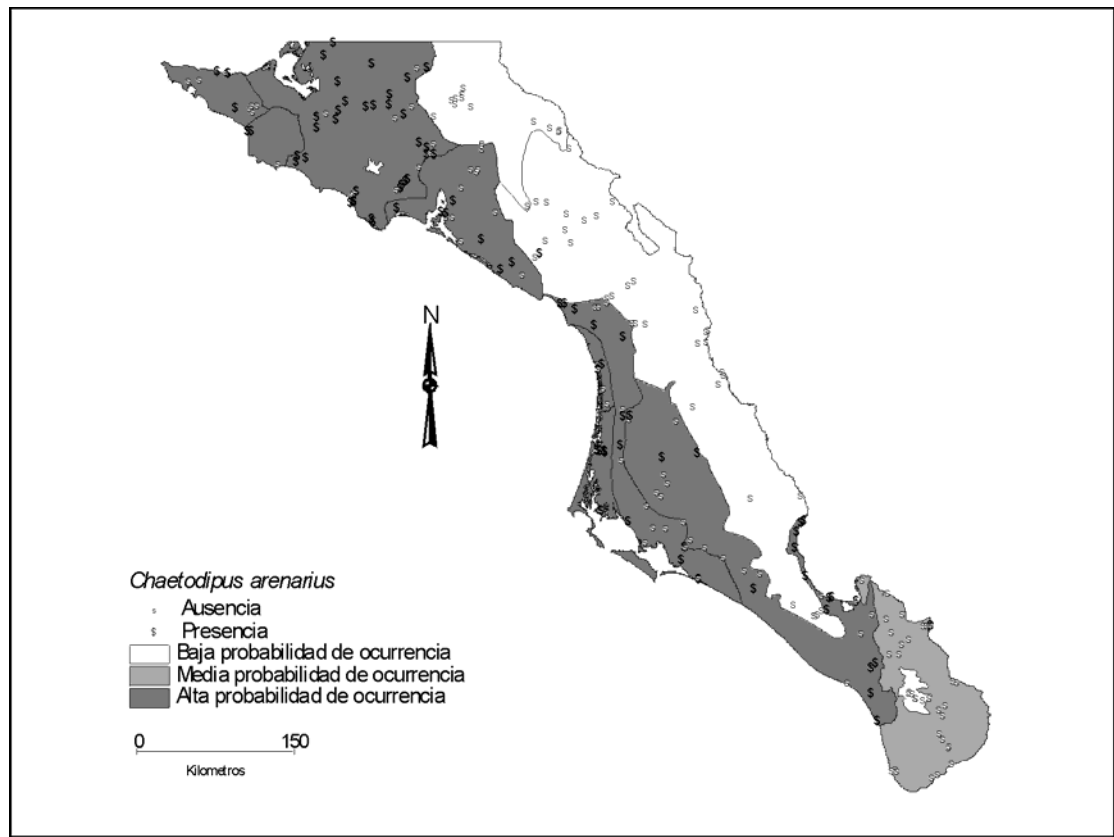 N
Chaetodipus arenarius
s Ausencia
$ Presencia
Baja probabilidad de ocurrencia
Media probabilidad de ocurrencia
Alta probabilidad de ocurrencia
0 150
Kilometros